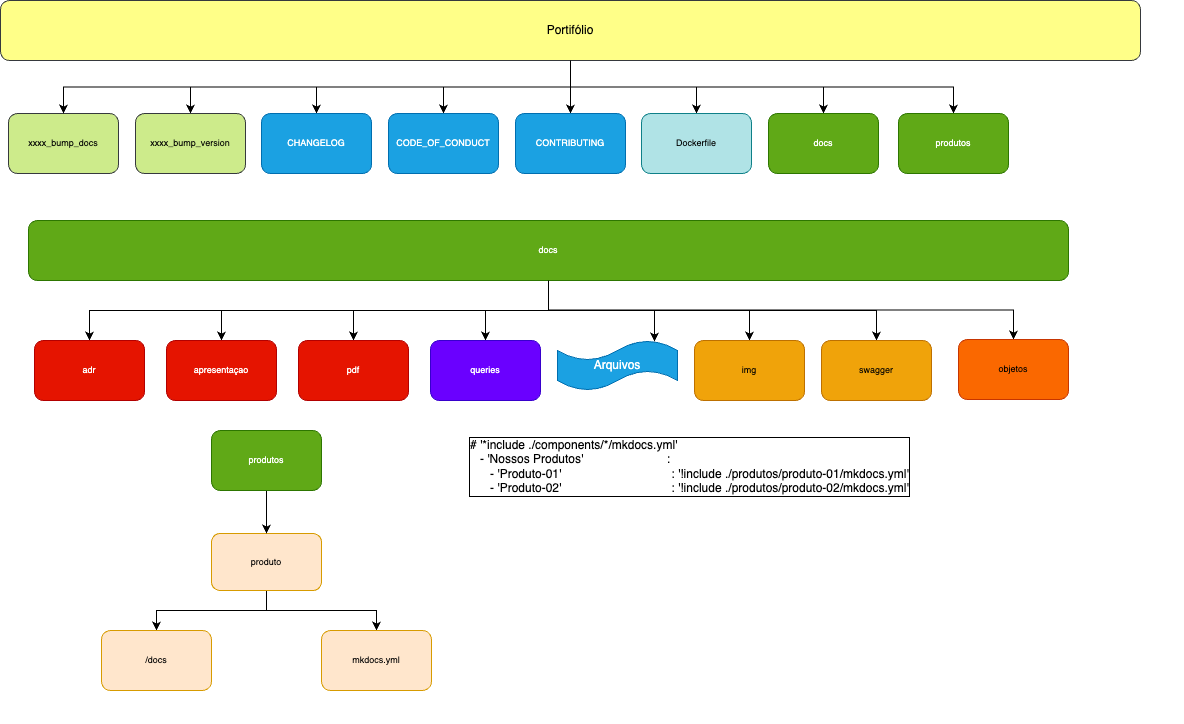 Portifólio
xxxx_bump_docs
xxxx_bump_version
CHANGELOG
CODE_OF_CONDUCT
CONTRIBUTING
Dockerfile
docs
produtos
docs
adr
apresentaçao
pdf
queries
Arquivos
img
swagger
objetos
produtos
# '*include ./components/*/mkdocs.yml'
- 'Nossos Produtos' :
- 'Produto-01' : '!include ./produtos/produto-01/mkdocs.yml'
- 'Produto-02' : '!include ./produtos/produto-02/mkdocs.yml'
produto
/docs
mkdocs.yml